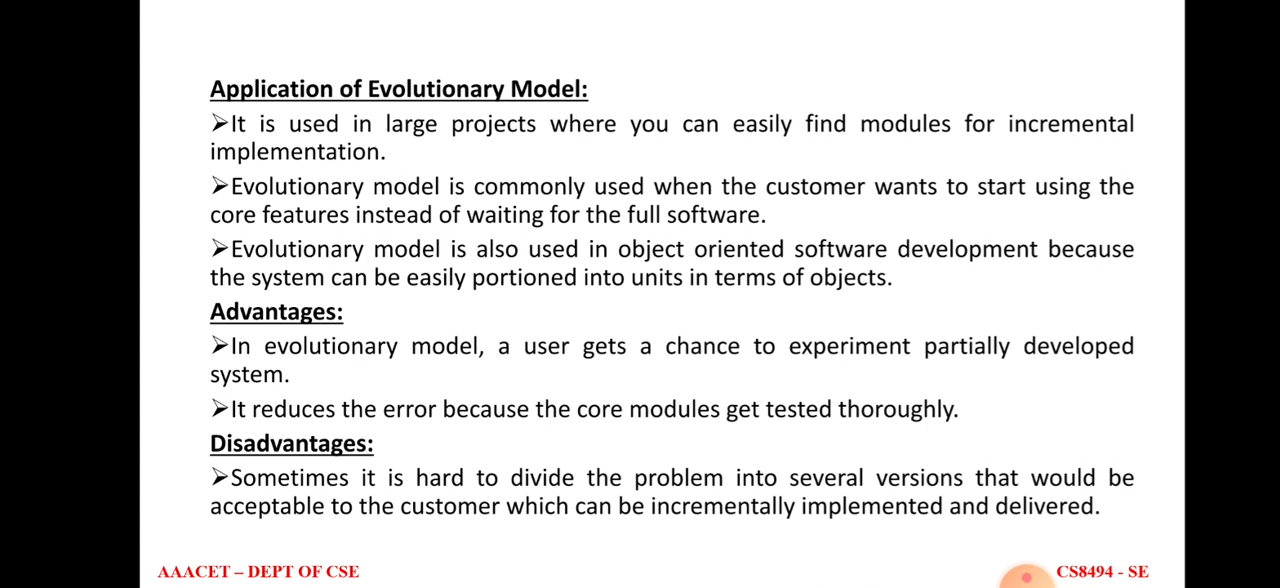 Application of Evolutionary Model:
➢It is used in large projects where you can easily find modules for incremental
implementation.
➢Evolutionary model is commonly used when the customer wants to start using the
core features instead of waiting for the full software.
➢Evolutionary model is also used in object oriented software development because
the system can be easily portioned into units in terms of objects.
Advantages:
➢In evolutionary model, a user gets a chance to experiment partially developed
system.
➢It reduces the error because the core modules get tested thoroughly.
Disadvantages:
➢Sometimes it is hard to divide the problem into several versions that would be
acceptable to the customer which can be incrementally implemented and delivered.
AAACET – DEPT OF CSE
CS8494 - SE